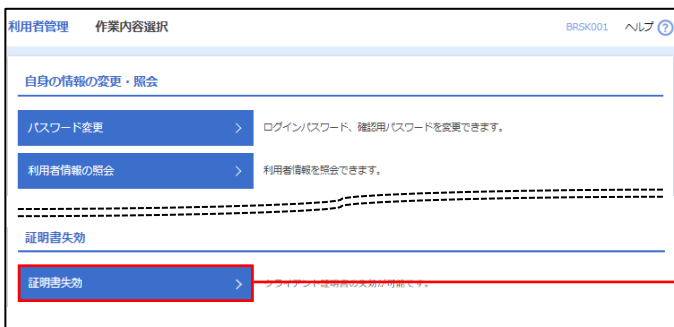 利用者管理 作業内容選択 BRSK001 ヘルプ ?
自身の情報の変更・照会
パスワード変更 ログインパスワード、確認用パスワードを変更できます。
利用者情報の照会 利用者情報を照会できます。
証明書失効
証明書失効 クライアント証明書の失効が可能です。